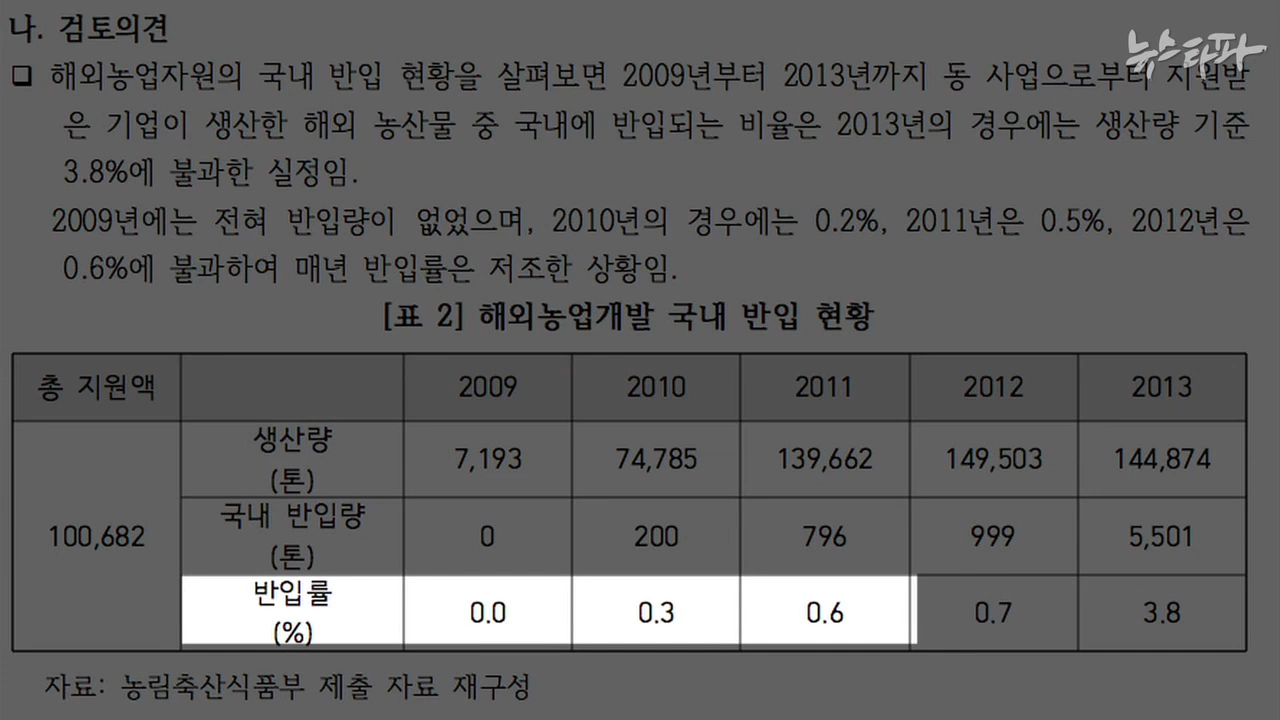 뉴스타파
나. 검토의견
❏ 해외농업자원의 국내 반입 현황을 살펴보면 2009년부터 2013년까지 동 사업으로부터 지원받
은 기업이 생산한 해외 농산물 중 국내에 반입되는 비율은 2013년의 경우에는 생산량 기준
3.8%에 불과한 실정임.
2009년에는 전혀 반입량이 없었으며, 2010년의 경우에는 0.2%, 2011년은 0.5%, 2012년은
0.6%에 불과하여 매년 반입률은 저조한 상황임.
[표 2] 해외농업개발 국내 반입 현황
총 지원액 2009 2010 2011 2012 2013
생산량
(톤) 7,193 74,785 139,662 149,503 144,874
100,682 국내 반입량
(톤) 0 200 796 999 5,501
반입률
(%) 0.0 0.3 0.6 0.7 3.8
자료: 농림축산식품부 제출 자료 재구성